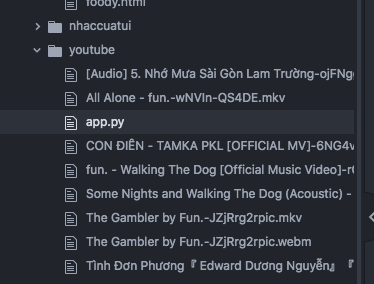 foody.html
nhaccuatui
youtube
[Audio] 5. Nhớ Mưa Sài Gòn Lam Trường-ojFNg
All Alone - fun.-wNVIn-QS4DE.mkv
app.py
CON ĐIÊN - TAMKA PKL [OFFICIAL MV]-6NG4v
fun. - Walking The Dog [Official Music Video]-r
Some Nights and Walking The Dog (Acoustic) -
The Gambler by Fun.-JZjRrg2rpic.mkv
The Gambler by Fun.-JZjRrg2rpic.webm
Tình Đơn Phương『 Edward Dương Nguyễn』『